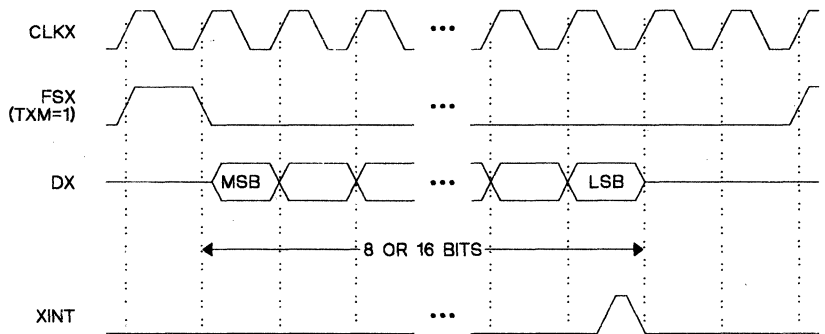 CLKX
•••
FSX
(TXM=1)
•••
DX
MSB
•••
LSB
8 OR 16 BITS
XINT
•••